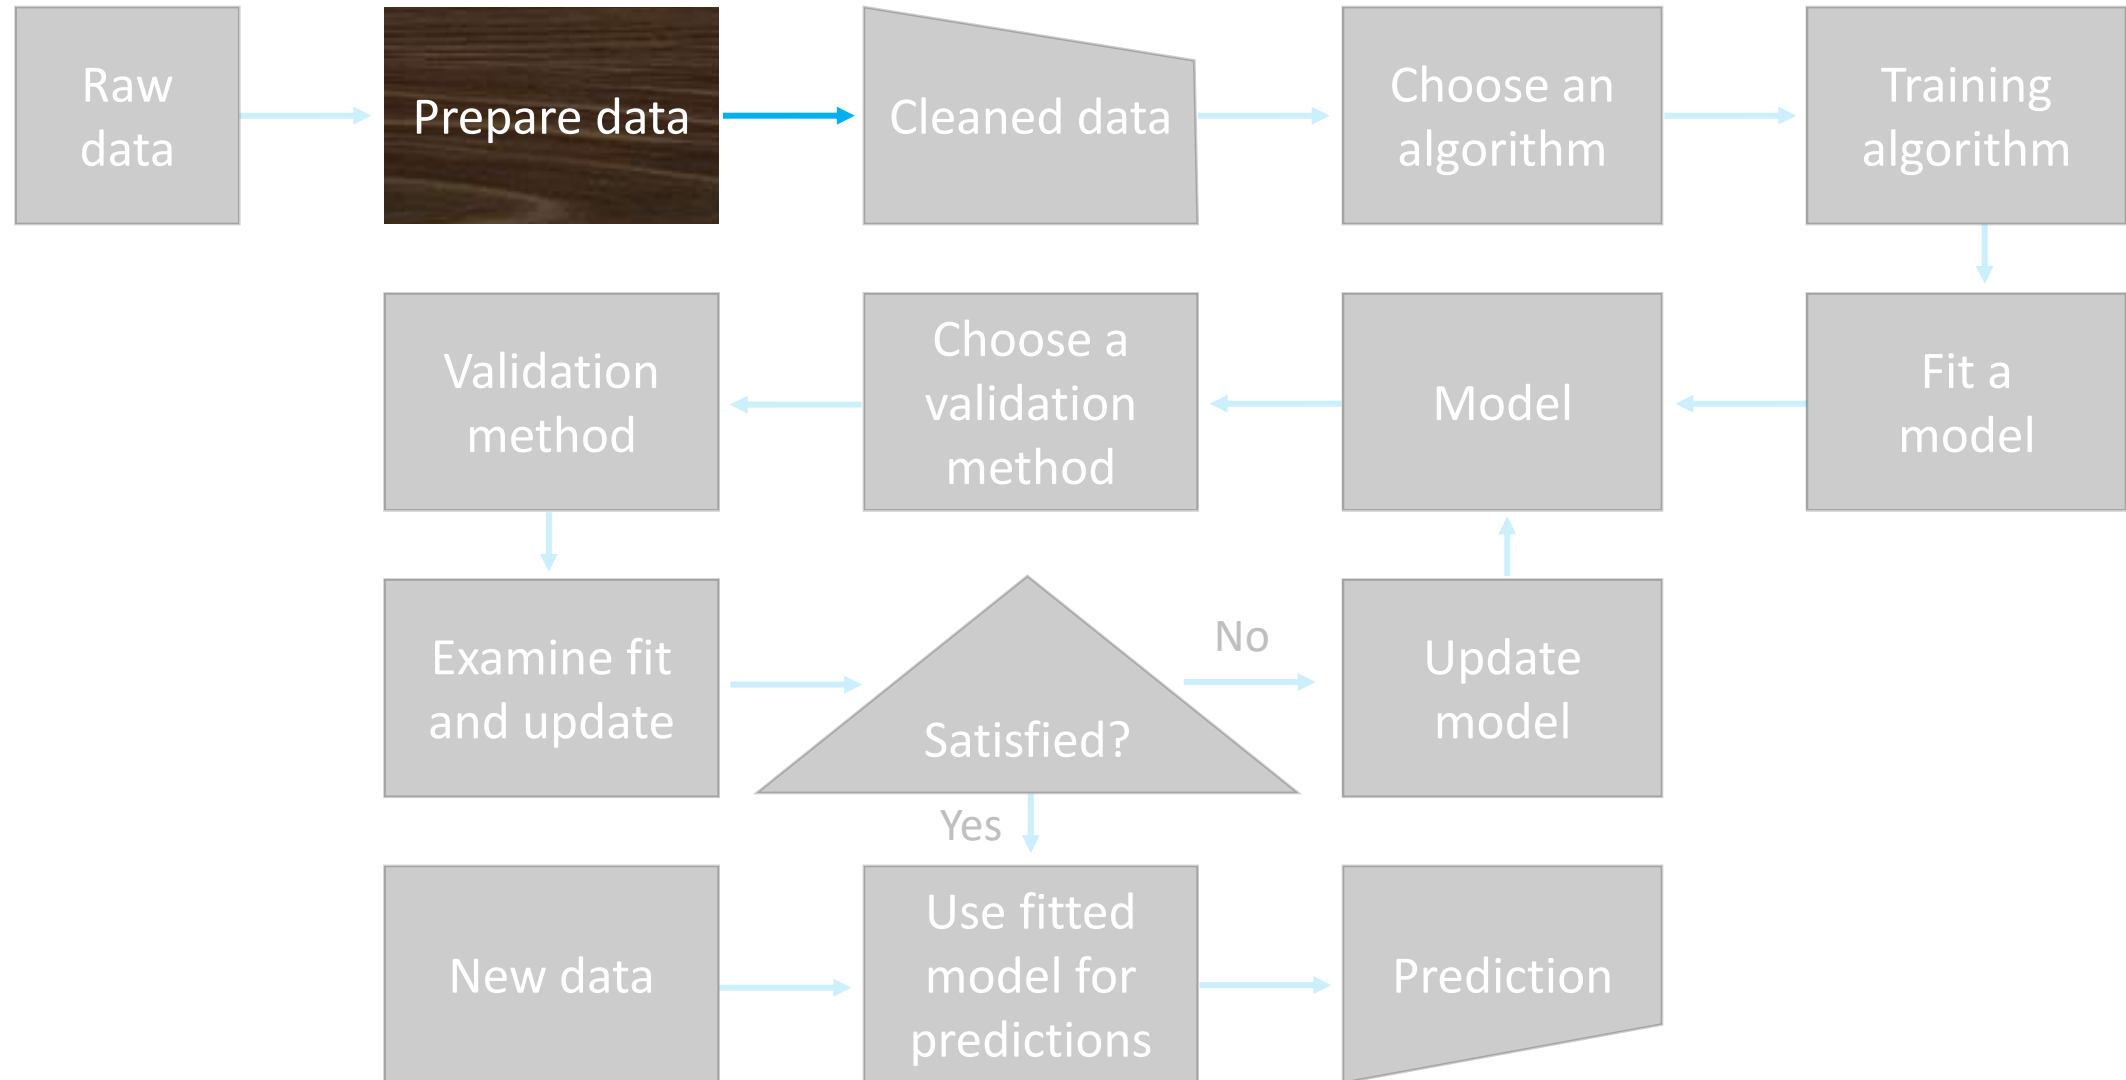 Raw
data
Prepare data
Cleaned data
Choose an
algorithm
Training
algorithm
Validation
method
Choose a
validation
method
Model
Fit a
model
Examine fit
and update
Satisfied?
No
Update
model
Yes
New data
Use fitted
model for
predictions
Prediction